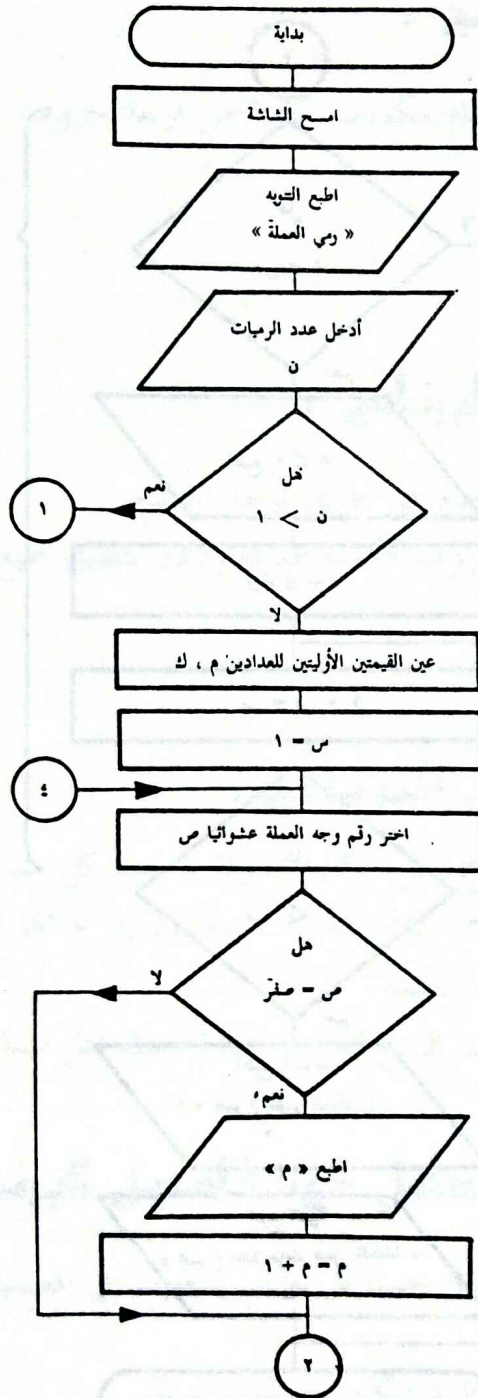 بداية
امسح الشاشة
اطبع التنويه
« رمي العملة »
أدخل عدد الرميات
ن
هل
ن > ١
نعم
١
لا
عين القيمتين الأوليتين للعدادين م ، ك
س = ١
٤
اختر رقم وجه العملة عشوائيا ص
هل
ص = صفر
لا
نعم
اطبع « م »
م = م + ١
٢